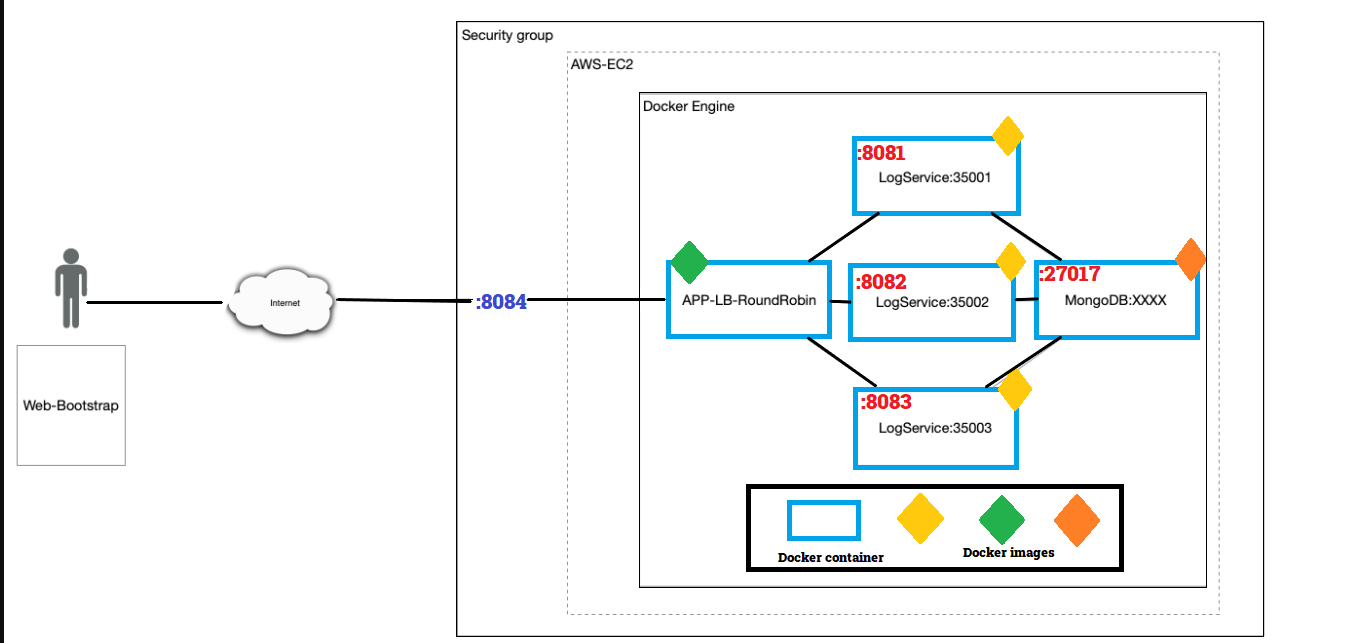 Security group
AWS-EC2
Docker Engine
:8081
LogService:35001
Internet
:8084
APP-LB-RoundRobin
:8082
LogService:35002
:27017
MongoDB:XXXX
Web-Bootstrap
:8083
LogService:35003
Docker container
Docker images